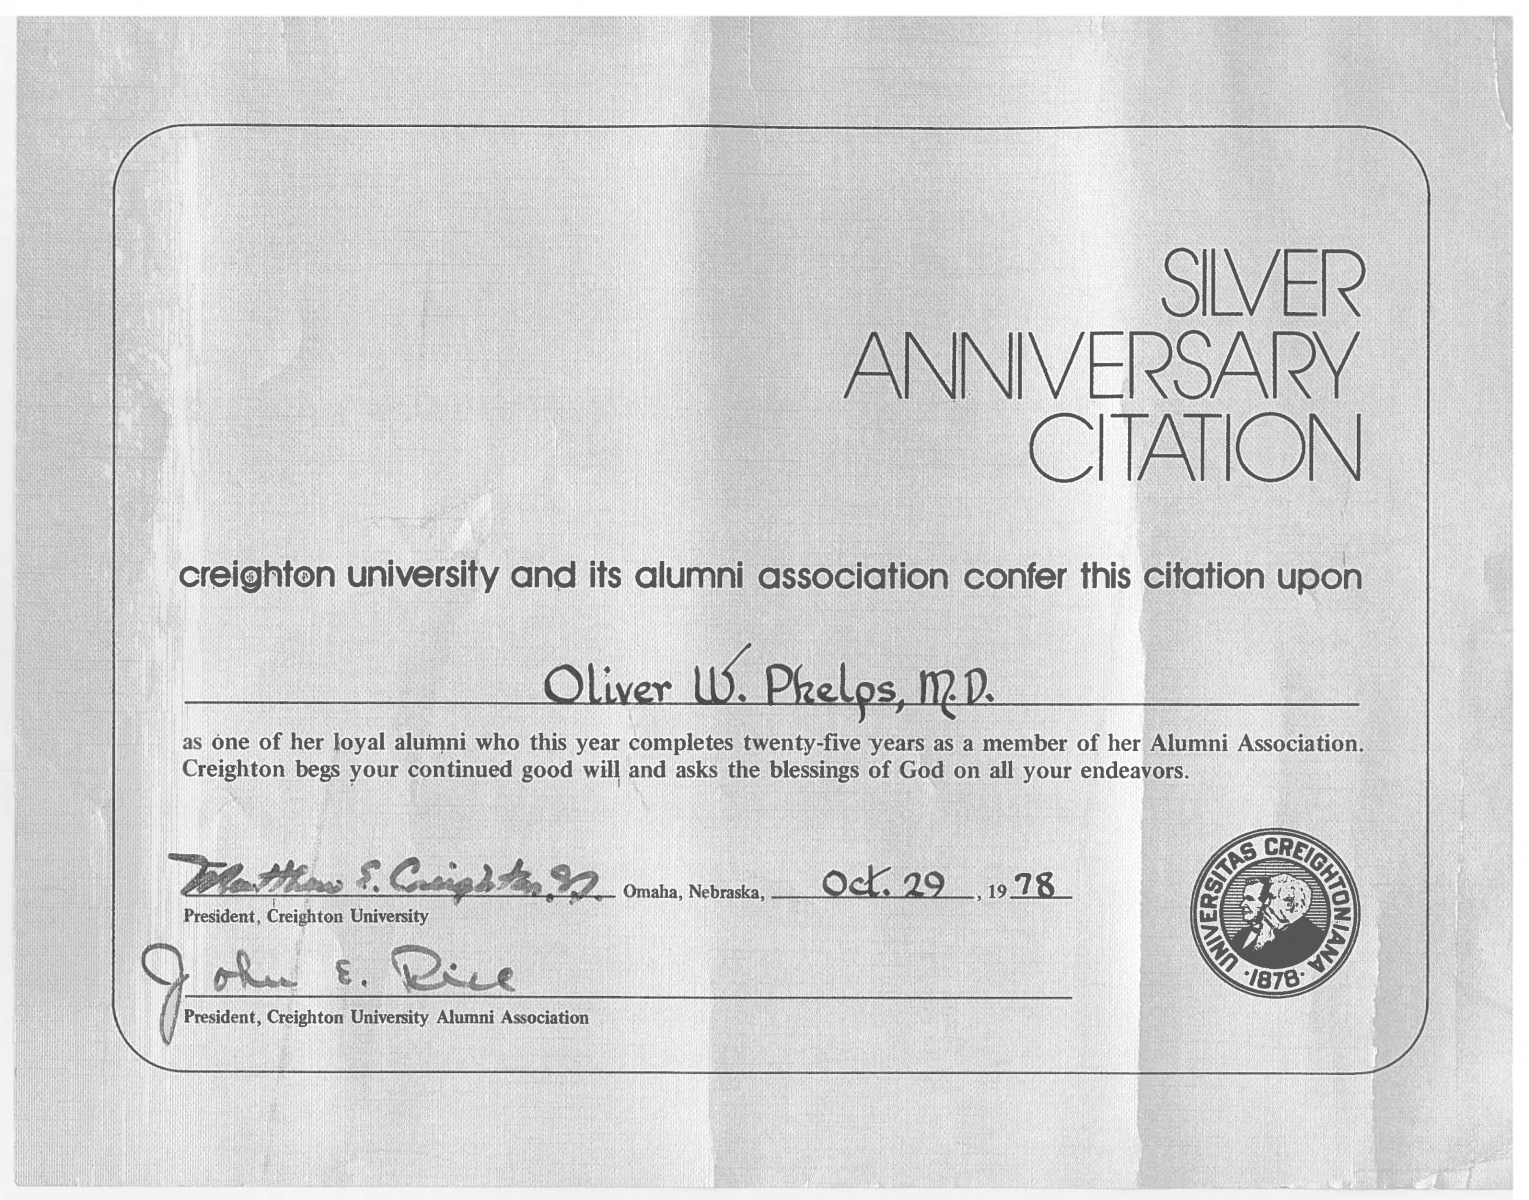 SILVER
ANNIVERSARY
CITATION
creighton university and its alumni association confer this citation upon
Oliver W. Phelps, M.D.
as one of her loyal alumni who this year completes twenty-five years as a member of her Alumni Association.
Creighton begs your continued good will and asks the blessings of God on all your endeavors.
Matthew E. Creighton, S.J. Omaha, Nebraska, Oct. 29, 1978
President, Creighton University
John E. Rice
President, Creighton University Alumni Association
UNIVERSITAS CREIGHTONIANA · 1878 ·